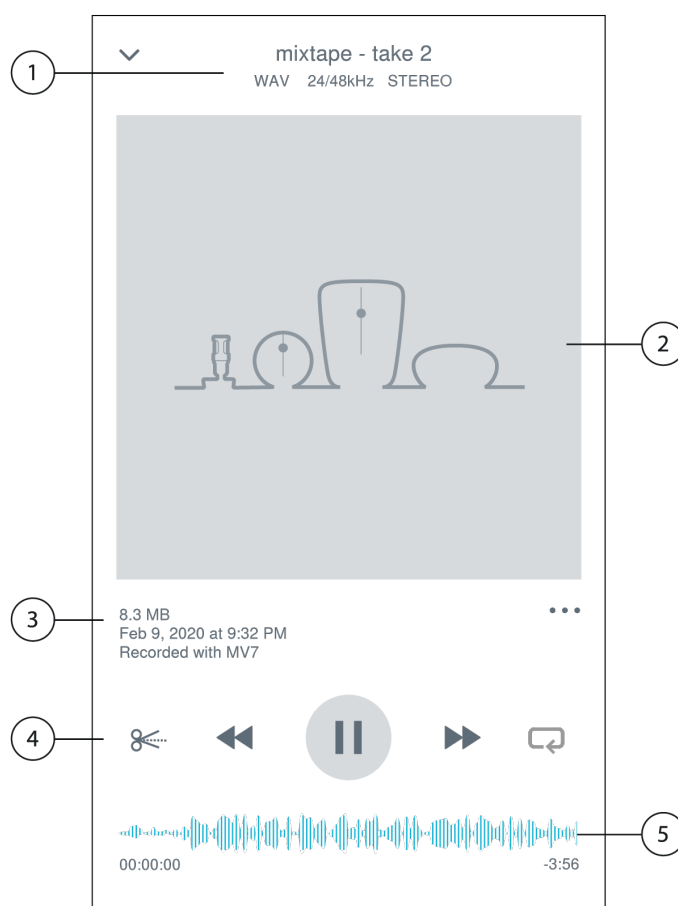 1
mixtape - take 2
WAV 24/48kHz STEREO
2
3
8.3 MB
Feb 9, 2020 at 9:32 PM
Recorded with MV7
4
5
00:00:00 -3:56